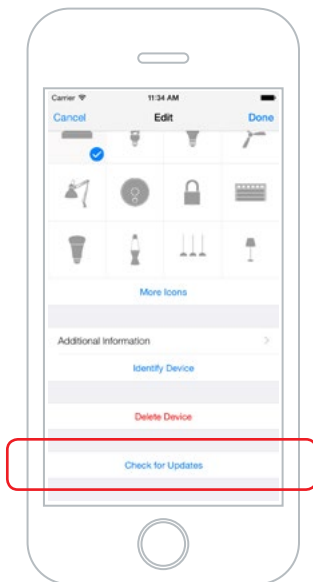 Carrier 11:34 AM
Cancel Edit Done
More Icons
Additional Information
Identify Device
Delete Device
Check for Updates